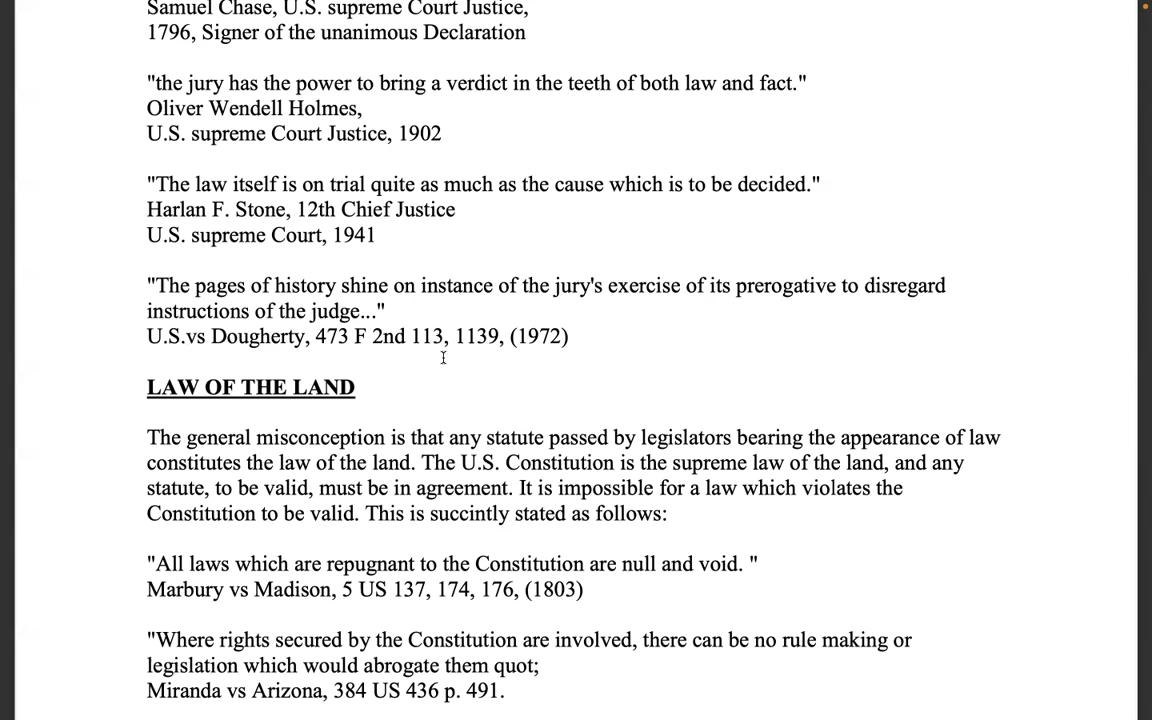 Samuel Chase, U.S. supreme Court Justice,
1796, Signer of the unanimous Declaration
"the jury has the power to bring a verdict in the teeth of both law and fact."
Oliver Wendell Holmes,
U.S. supreme Court Justice, 1902
"The law itself is on trial quite as much as the cause which is to be decided."
Harlan F. Stone, 12th Chief Justice
U.S. supreme Court, 1941
"The pages of history shine on instance of the jury's exercise of its prerogative to disregard
instructions of the judge..."
U.S.vs Dougherty, 473 F 2nd 113, 1139, (1972)
LAW OF THE LAND
The general misconception is that any statute passed by legislators bearing the appearance of law
constitutes the law of the land. The U.S. Constitution is the supreme law of the land, and any
statute, to be valid, must be in agreement. It is impossible for a law which violates the
Constitution to be valid. This is succintly stated as follows:
"All laws which are repugnant to the Constitution are null and void. "
Marbury vs Madison, 5 US 137, 174, 176, (1803)
"Where rights secured by the Constitution are involved, there can be no rule making or
legislation which would abrogate them quot;
Miranda vs Arizona, 384 US 436 p. 491.